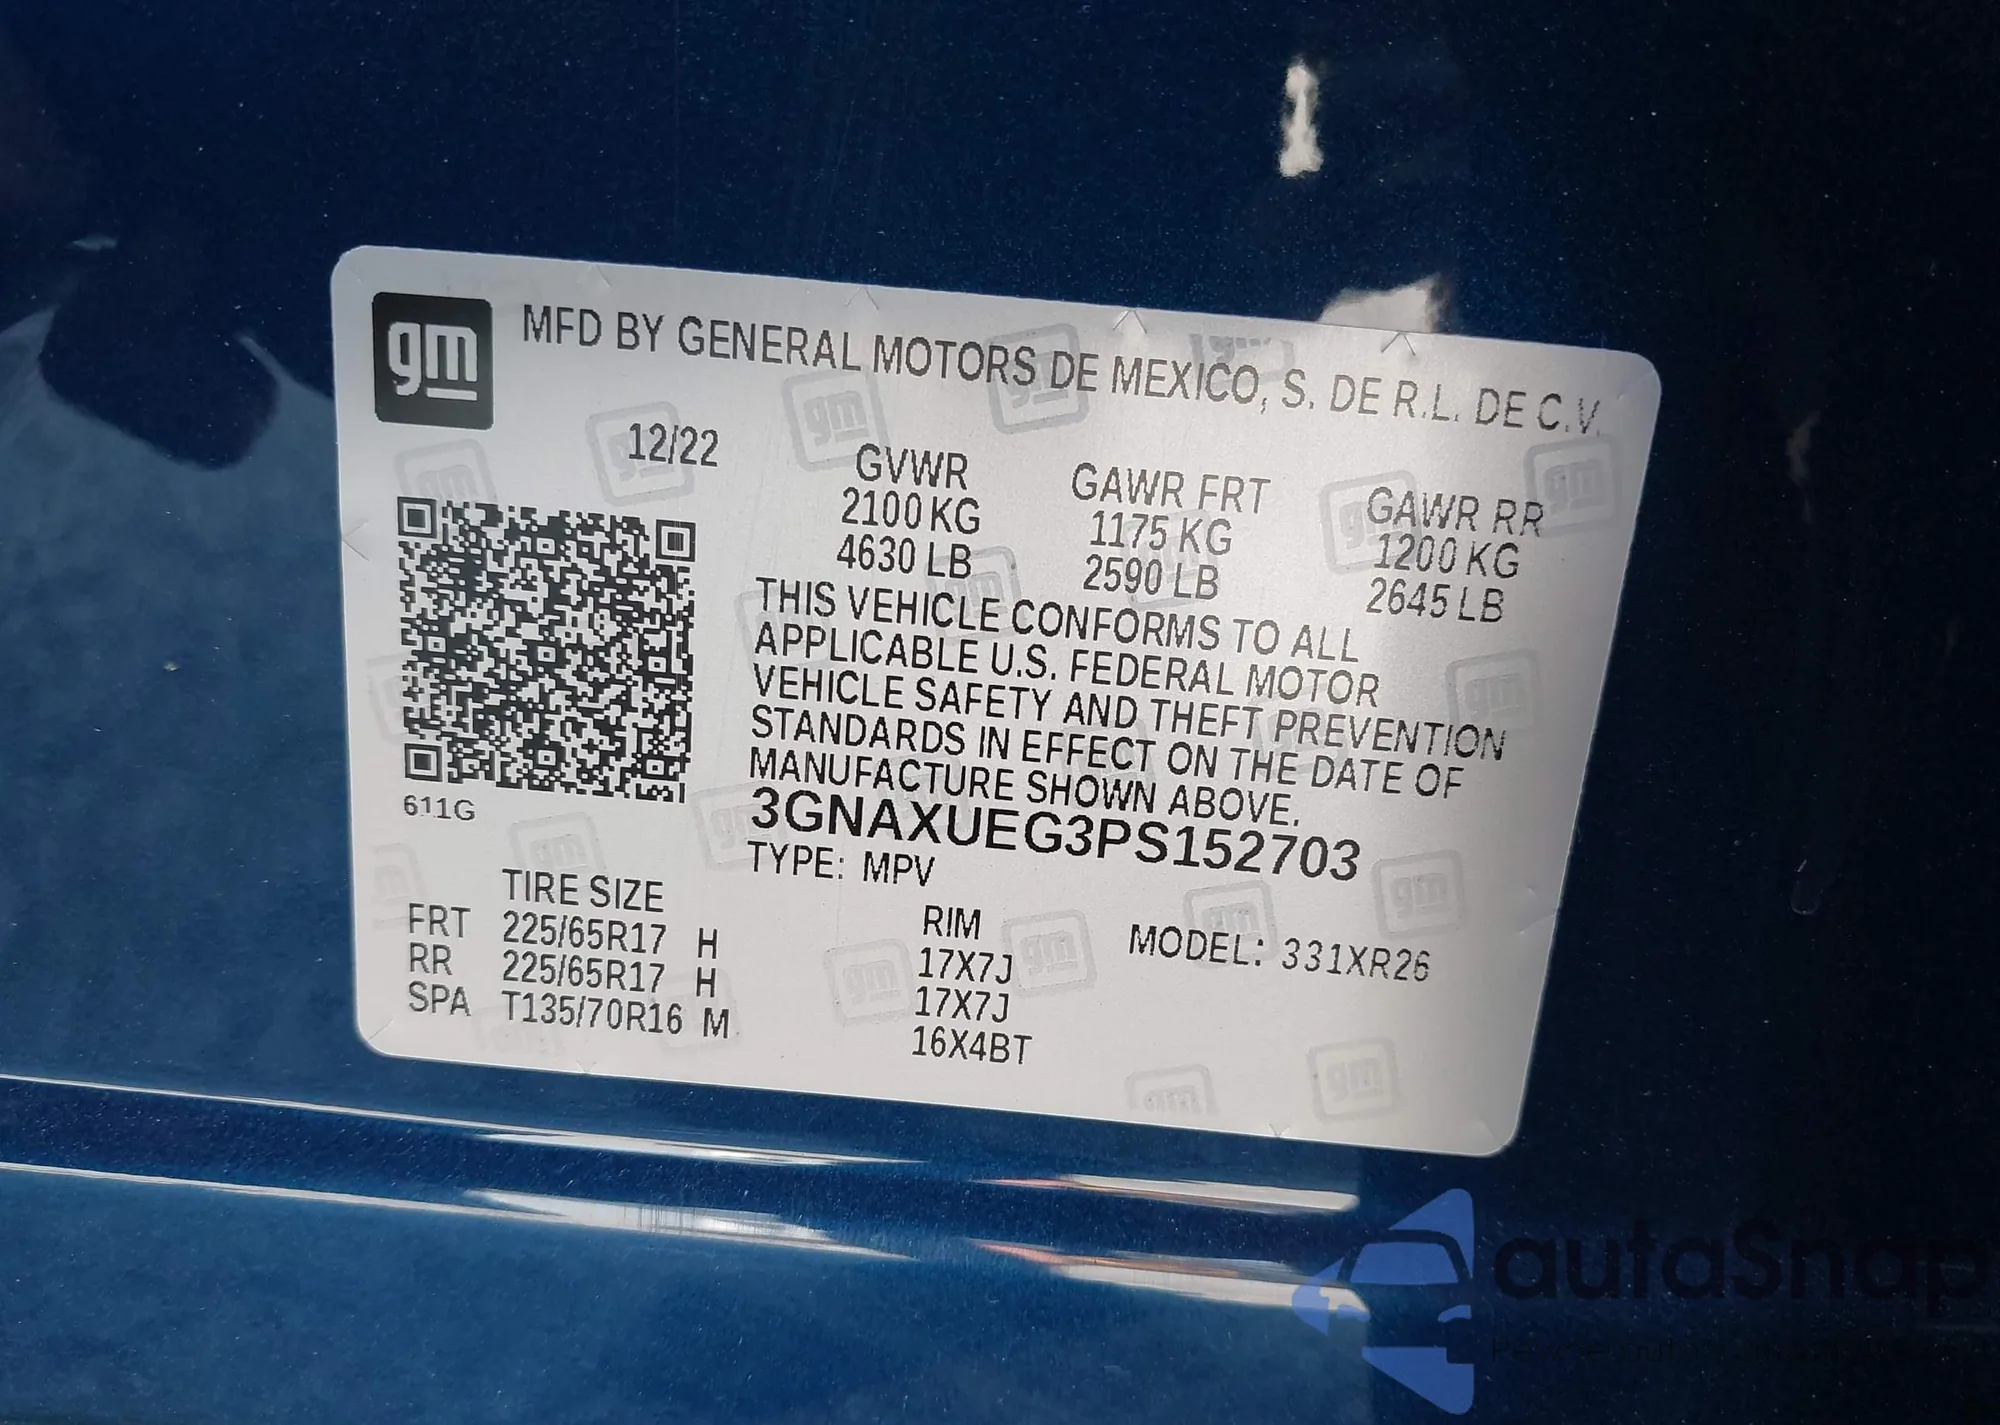 gm
MFD BY GENERAL MOTORS DE MEXICO, S. DE R.L. DE C.V.
12/22
GVWR GAWR FRT GAWR RR
2100 KG 1175 KG 1200 KG
4630 LB 2590 LB 2645 LB
THIS VEHICLE CONFORMS TO ALL
APPLICABLE U.S. FEDERAL MOTOR
VEHICLE SAFETY AND THEFT PREVENTION
STANDARDS IN EFFECT ON THE DATE OF
MANUFACTURE SHOWN ABOVE.
611G
3GNAXUEG3PS152703
TYPE: MPV
TIRE SIZE RIM MODEL: 331XR26
FRT 225/65R17 H 17X7J
RR 225/65R17 H 17X7J
SPA T135/70R16 M 16X4BT
autaSnap